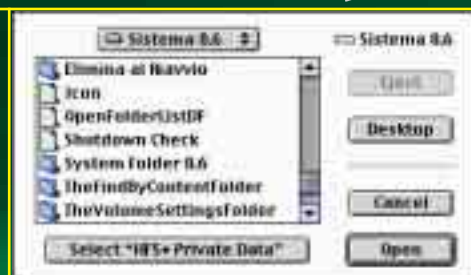 Sistema 8.6
Sistema 8.6
Elimina al Riavvio
Icon
OpenFolderListDF
Shutdown Check
System Folder 8.6
TheFindByContentFolder
TheVolumeSettingsFolder
Eject
Desktop
Cancel
Open
Select "HFS+ Private Data"